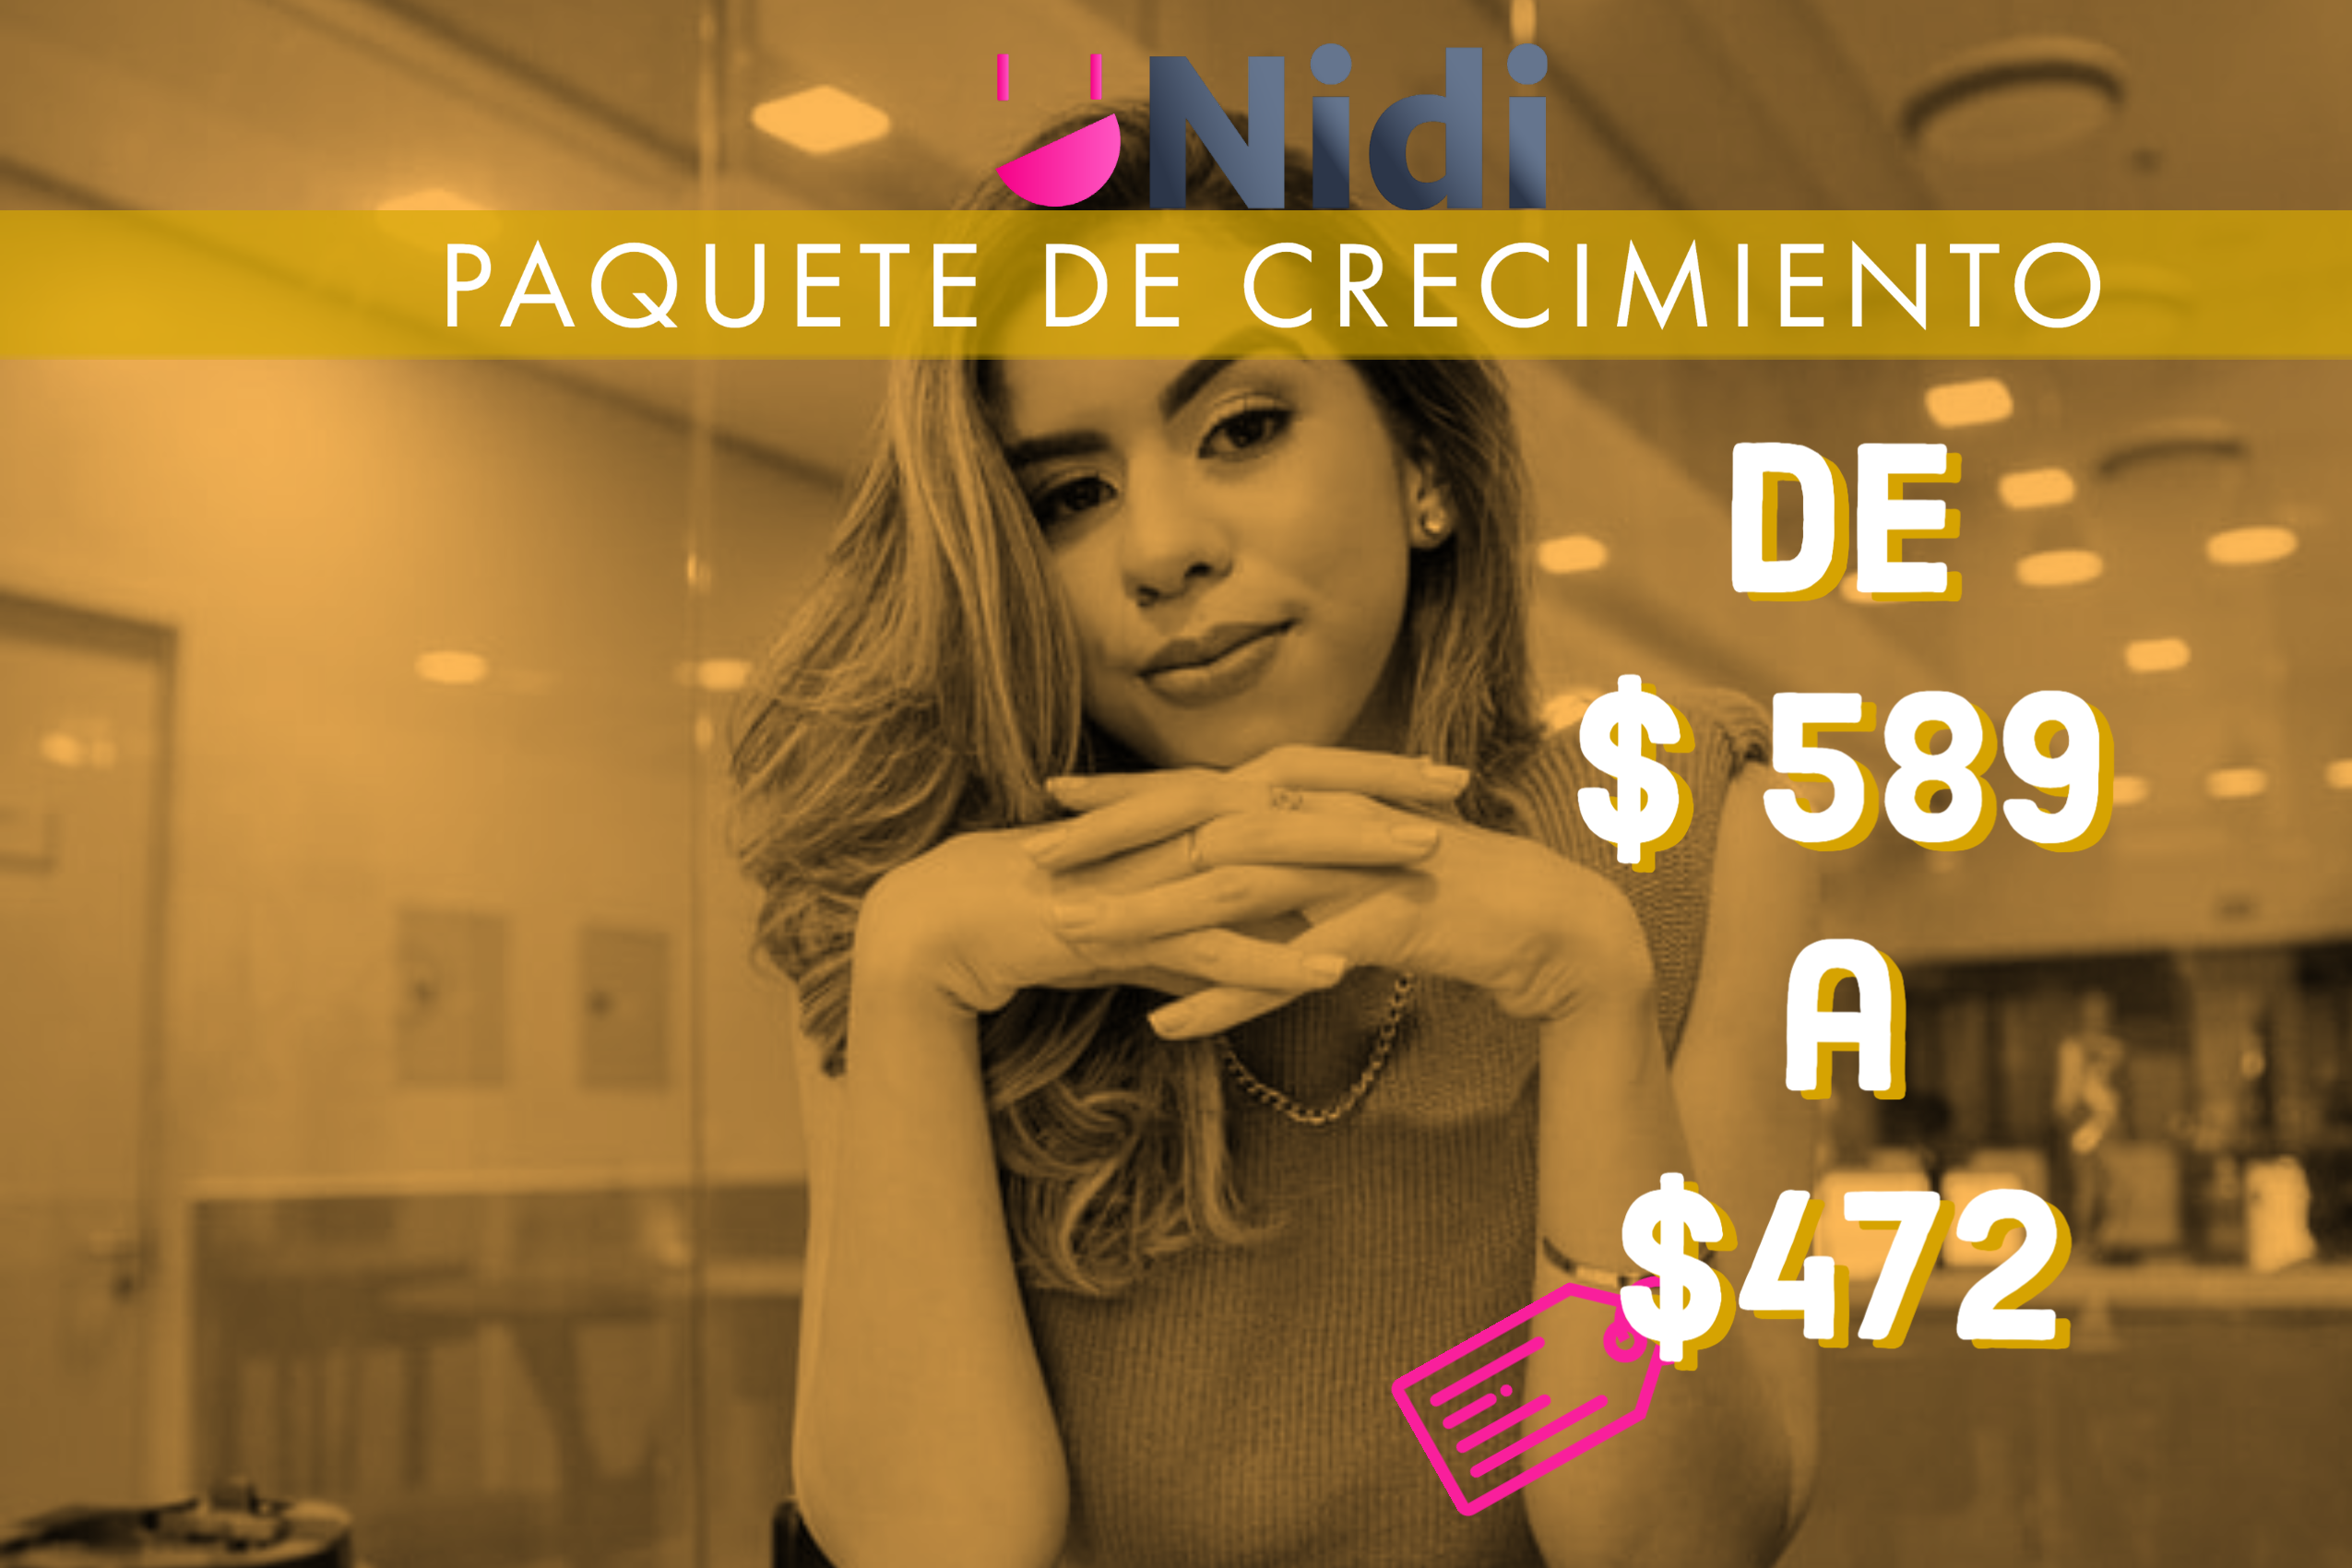 Nidi
PAQUETE DE CRECIMIENTO
DE
$ 589
A
$472